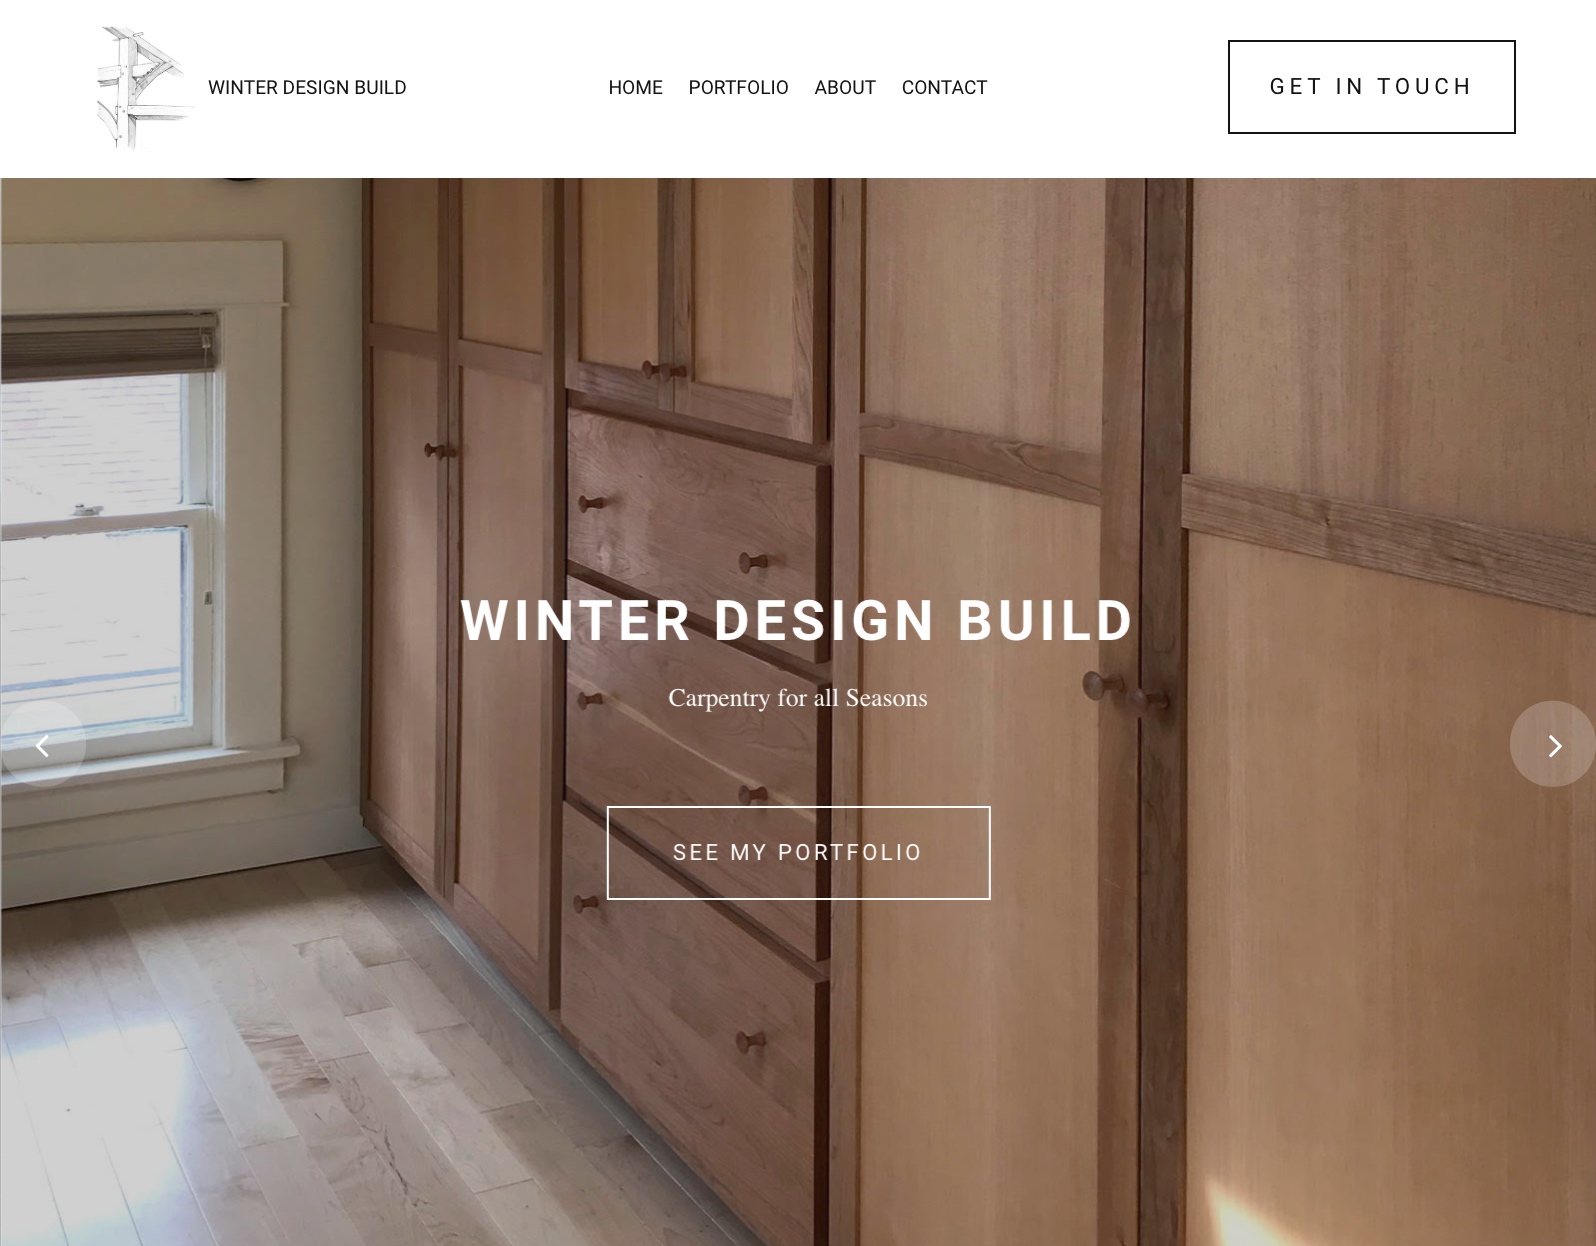 WINTER DESIGN BUILD
HOME PORTFOLIO ABOUT CONTACT
GET IN TOUCH
WINTER DESIGN BUILD
Carpentry for all Seasons
SEE MY PORTFOLIO